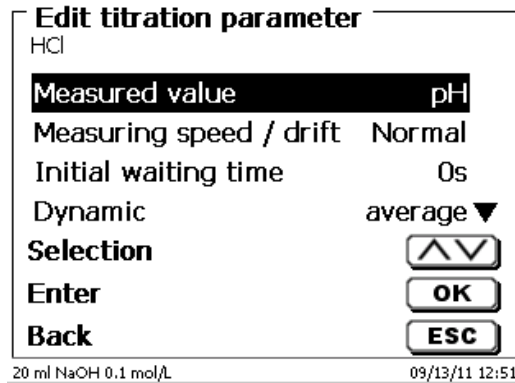 Edit titration parameter
HCl
Measured value pH
Measuring speed / drift Normal
Initial waiting time 0s
Dynamic average
Selection
Enter OK
Back ESC
20 ml NaOH 0.1 mol/L 09/13/11 12:51